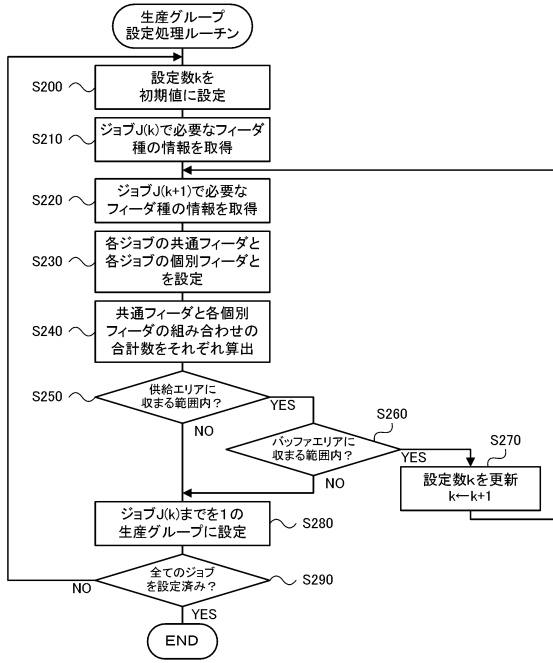 生産グループ
設定処理ルーチン
S200
設定数kを
初期値に設定
S210
ジョブJ(k)で必要なフィーダ
種の情報を取得
S220
ジョブJ(k+1)で必要な
フィーダ種の情報を取得
S230
各ジョブの共通フィーダと
各ジョブの個別フィーダと
を設定
S240
共通フィーダと各個別
フィーダの組み合わせの
合計数をそれぞれ算出
S250
供給エリアに
収まる範囲内？
YES
NO
S260
バッファエリアに
収まる範囲内？
YES
NO
S270
設定数kを更新
k←k+1
ジョブJ(k)までを1の
生産グループに設定
S280
全てのジョブ
を設定済み？
S290
NO
YES
END